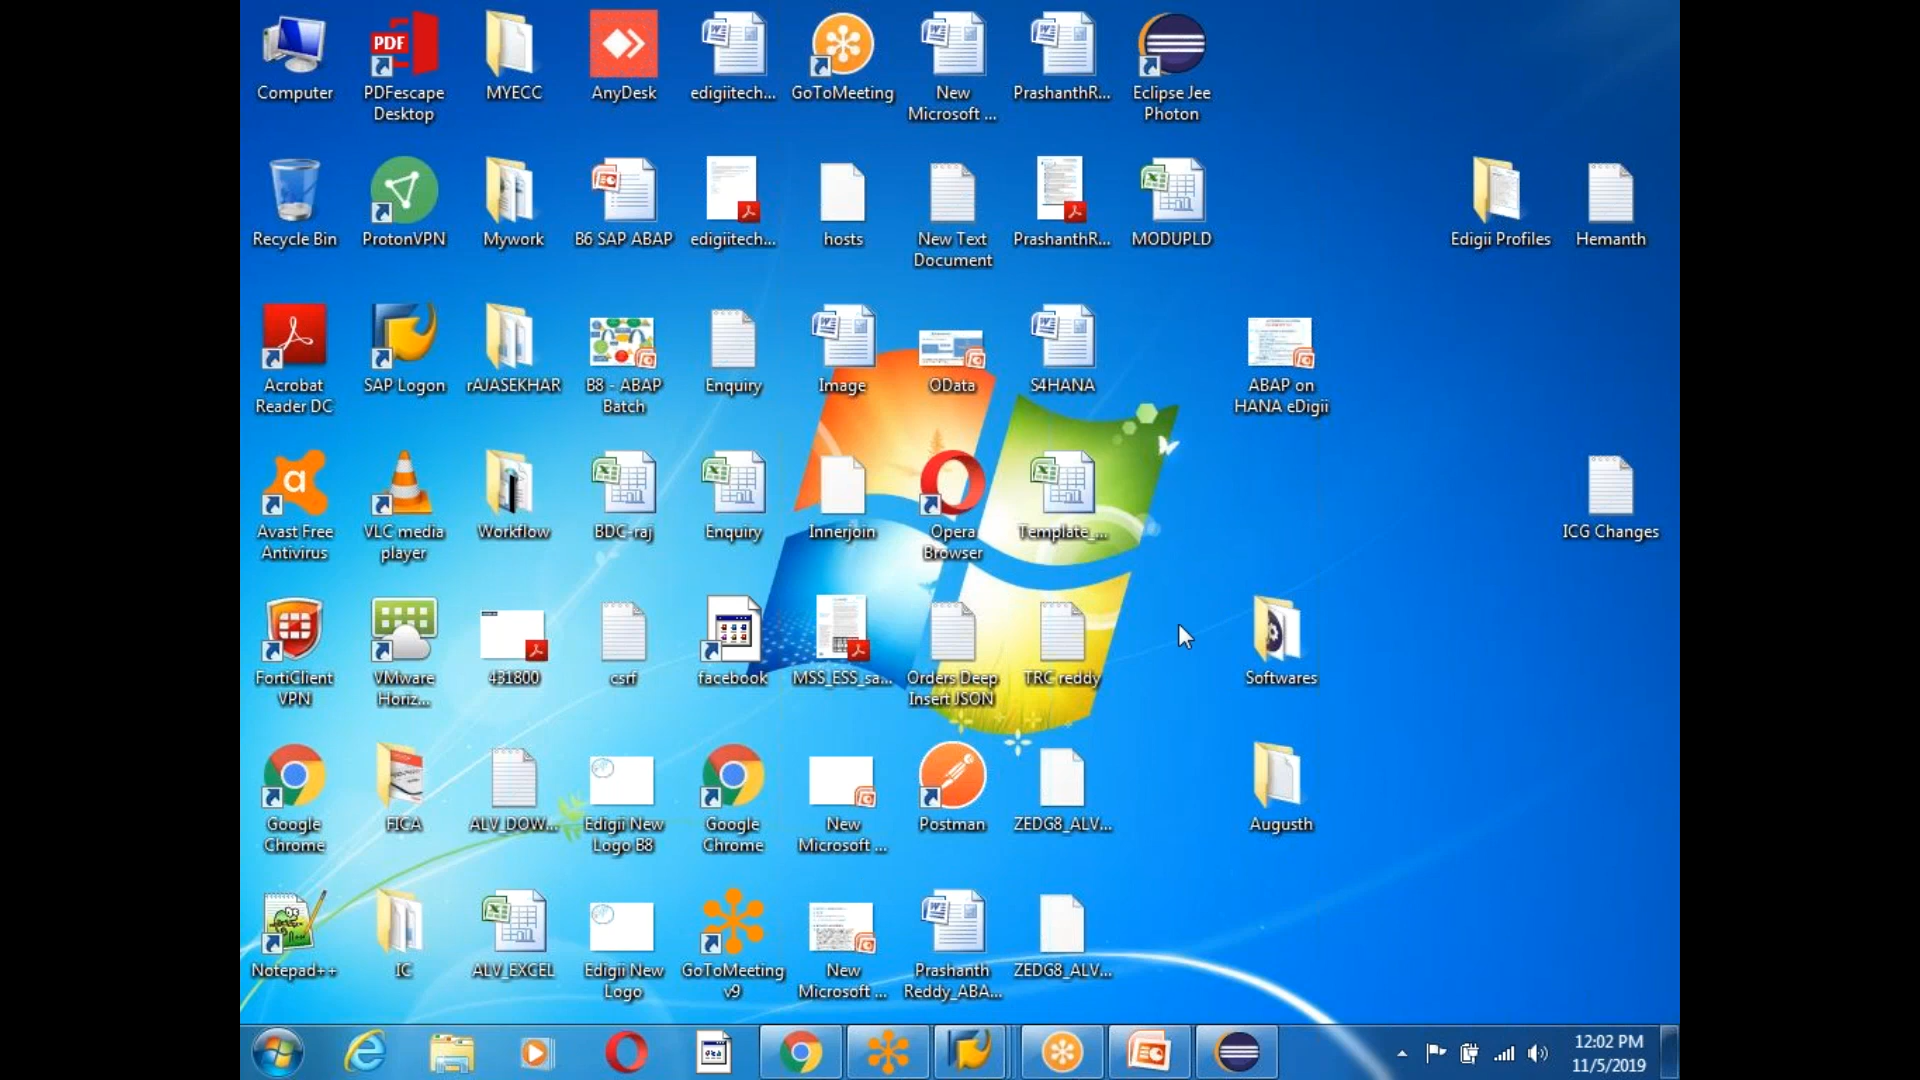 Computer
PDF
PDFescape
Desktop
MYECC
AnyDesk
edigiitech...
GoToMeeting
New
Microsoft ...
PrashanthR...
Eclipse Jee
Photon
Recycle Bin
ProtonVPN
Mywork
B6 SAP ABAP
edigiitech...
hosts
New Text
Document
PrashanthR...
MODUPLD
Edigii Profiles
Hemanth
Acrobat
Reader DC
SAP Logon
rAJASEKHAR
B8 - ABAP
Batch
Enquiry
Image
OData
S4HANA
ABAP on
HANA eDigii
Avast Free
Antivirus
VLC media
player
Workflow
BDC-raj
Enquiry
Innerjoin
Opera
Browser
Template_...
ICG Changes
FortiClient
VPN
VMware
Horiz...
431800
csrf
facebook
MSS_ESS_sa...
Orders Deep
Insert JSON
TRC reddy
Softwares
Google
Chrome
FICA
ALV_DOW...
Edigii New
Logo B8
Google
Chrome
New
Microsoft ...
Postman
ZEDG8_ALV...
Augusth
Notepad++
IC
ALV_EXCEL
Edigii New
Logo
GoToMeeting
v9
New
Microsoft ...
Prashanth
Reddy_ABA...
ZEDG8_ALV...
12:02 PM
11/5/2019